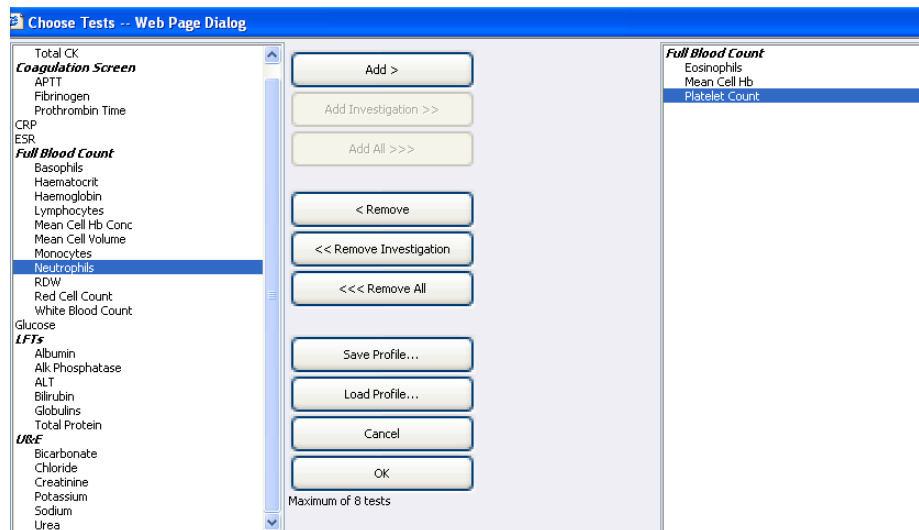 Choose Tests -- Web Page Dialog
Total CK
Coagulation Screen
APTT
Fibrinogen
Prothrombin Time
CRP
ESR
Full Blood Count
Basophils
Haematocrit
Haemoglobin
Lymphocytes
Mean Cell Hb Conc
Mean Cell Volume
Monocytes
Neutrophils
RDW
Red Cell Count
White Blood Count
Glucose
LFTs
Albumin
Alk Phosphatase
ALT
Bilirubin
Globulins
Total Protein
U&E
Bicarbonate
Chloride
Creatinine
Potassium
Sodium
Urea
Add >
Add Investigation >>
Add All >>>
< Remove
<< Remove Investigation
<<< Remove All
Save Profile...
Load Profile...
Cancel
OK
Maximum of 8 tests
Full Blood Count
Eosinophils
Mean Cell Hb
Platelet Count